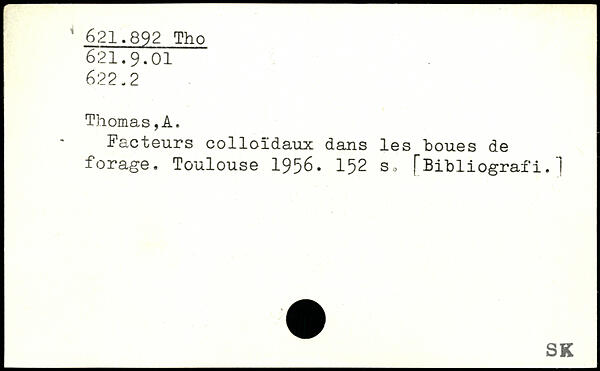 621.892 Tho
621.9.01
622.2
Thomas,A.
Facteurs colloïdaux dans les boues de
forage. Toulouse 1956. 152 s. [Bibliografi.]
SK